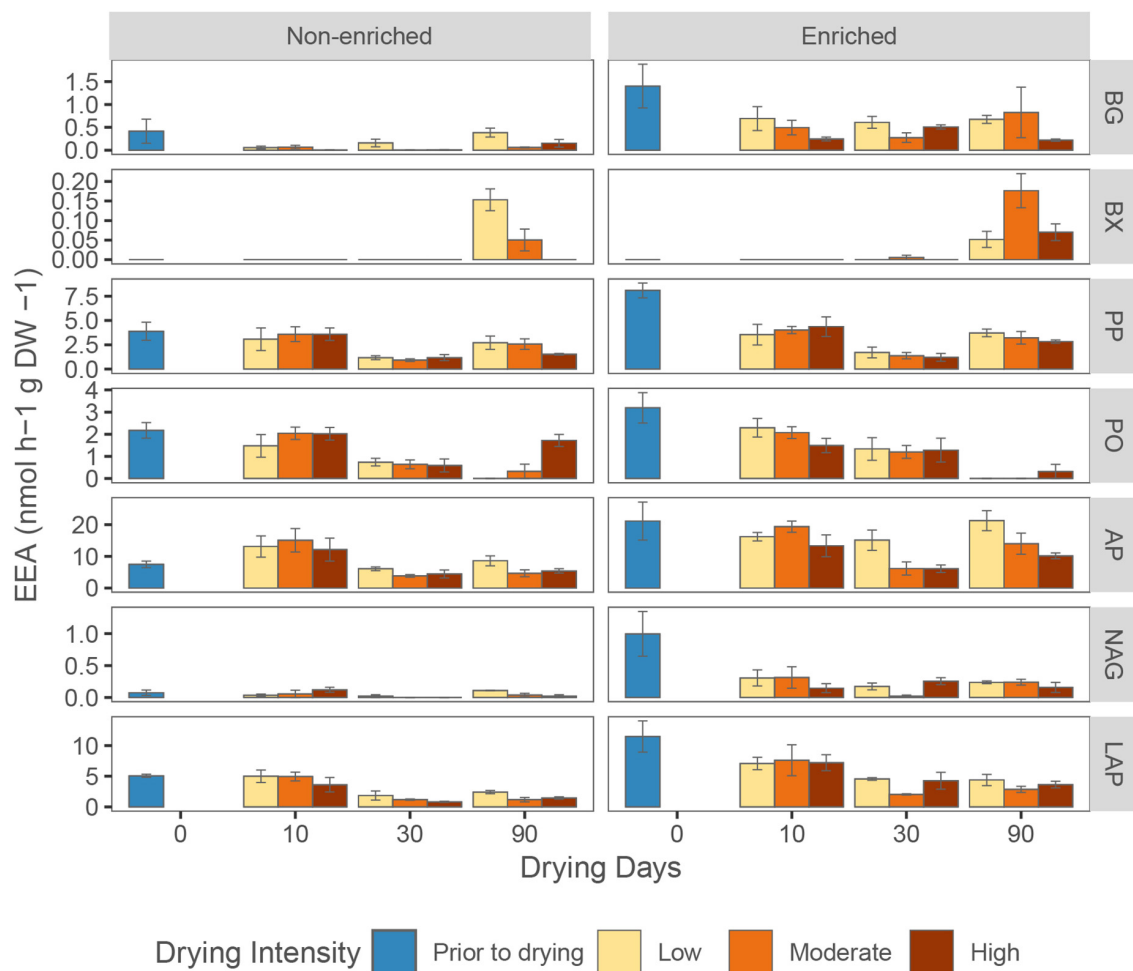 Non-enriched Enriched
EEA (nmol h−1 g DW −1)
1.5
1.0
0.5
0.0
BG
0.20
0.15
0.10
0.05
0.00
BX
7.5
5.0
2.5
0.0
PP
4
3
2
1
0
PO
20
10
0
AP
1.0
0.5
0.0
NAG
10
5
0
LAP
0 10 30 90 0 10 30 90
Drying Days
Drying Intensity Prior to drying Low Moderate High